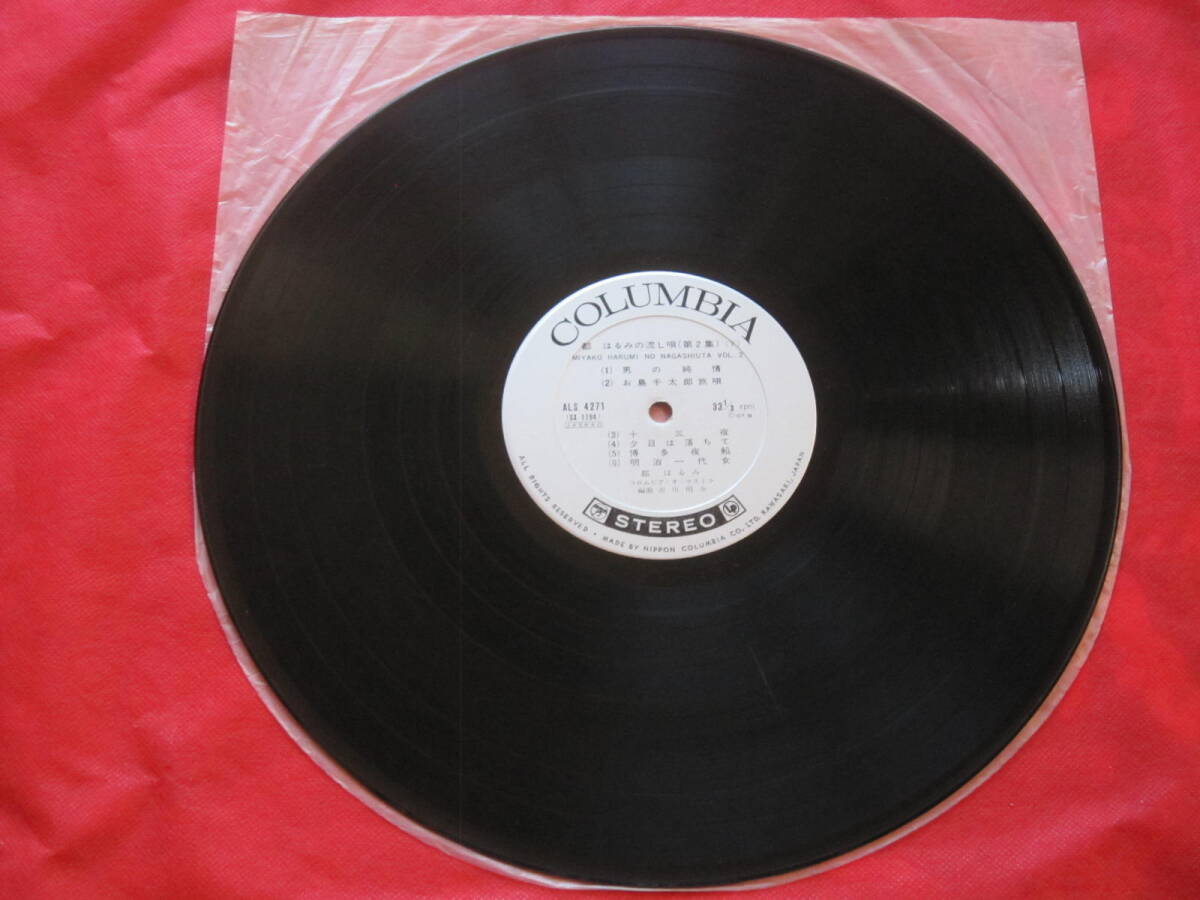 COLUMBIA
都 はるみの流し唄(第2集)
MIYAKO HARUMI NO NAGASHIUTA VOL. 2
(1) 男の純情
(2) お島千太郎旅唄
ALS 4271
33⅓ rpm
JASRAC
(3) 十三夜
(4) 夕日は落ちて
(5) 博多夜船
(6) 明治一代女
都 はるみ
STEREO
ALL RIGHTS RESERVED • MADE BY NIPPON COLUMBIA CO., LTD. KAWASAKI, JAPAN